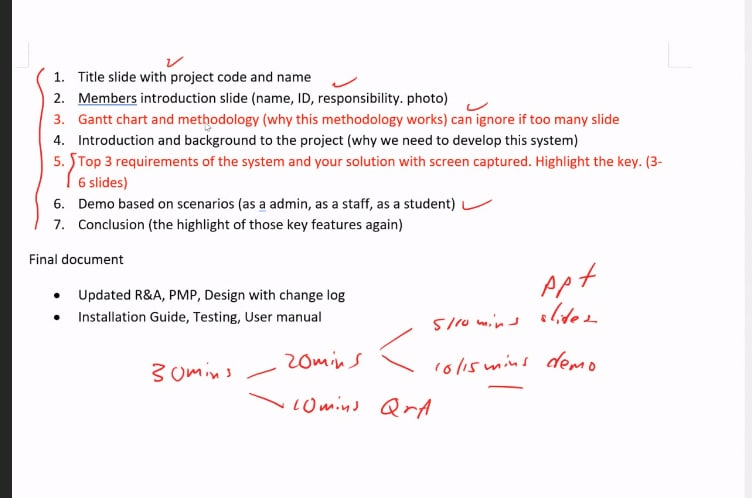 1. Title slide with project code and name
2. Members introduction slide (name, ID, responsibility. photo)
3. Gantt chart and methodology (why this methodology works) can ignore if too many slide
4. Introduction and background to the project (why we need to develop this system)
5. Top 3 requirements of the system and your solution with screen captured. Highlight the key. (3-
6 slides)
6. Demo based on scenarios (as a admin, as a staff, as a student)
7. Conclusion (the highlight of those key features again)
Final document
• Updated R&A, PMP, Design with change log
• Installation Guide, Testing, User manual
ppt
5/10 mins slides
30mins
20mins
10/15 mins demo
10mins Q&A